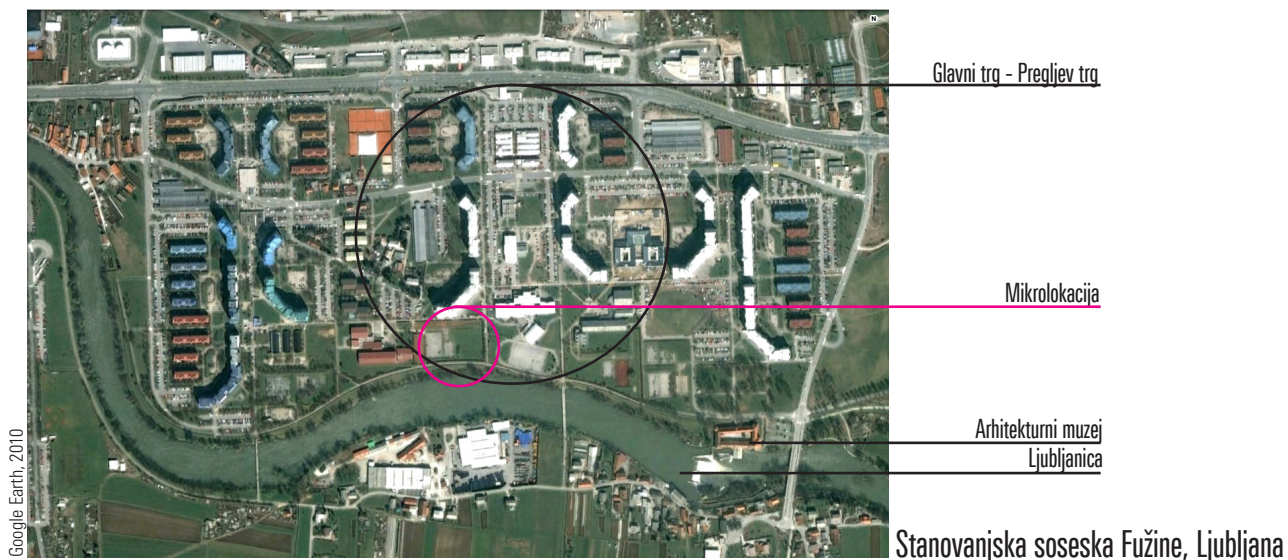 N
Glavni trg - Pregljev trg
Mikrolokacija
Arhitekturni muzej
Ljubljanica
Google Earth, 2010
Stanovanjska soseska Fužine, Ljubljana